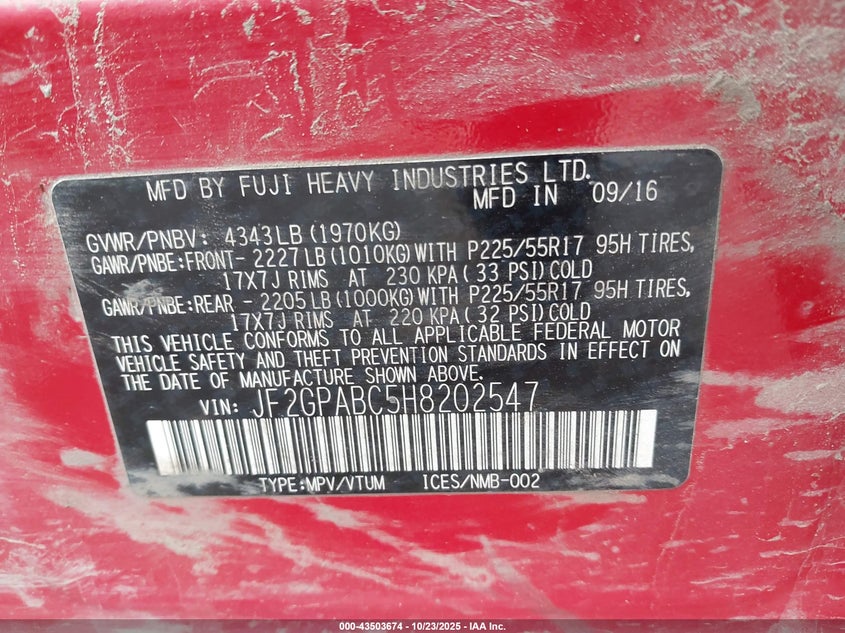 MFD BY FUJI HEAVY INDUSTRIES LTD.
MFD IN 09/16
GVWR/PNBV: 4343LB(1970KG)
GAWR/PNBE:FRONT- 2227LB(1010KG)WITH P225/55R17 95H TIRES,
17X7J RIMS AT 230 KPA( 33 PSI)COLD
GAWR/PNBE:REAR - 2205LB(1000KG)WITH P225/55R17 95H TIRES,
17X7J RIMS AT 220 KPA( 32 PSI)COLD
THIS VEHICLE CONFORMS TO ALL APPLICABLE FEDERAL MOTOR
VEHICLE SAFETY AND THEFT PREVENTION STANDARDS IN EFFECT ON
THE DATE OF MANUFACTURE SHOWN ABOVE.
VIN: JF2GPABC5H8202547
TYPE:MPV/VTUM ICES/NMB-002
000-43503674 - 10/23/2025 - IAA Inc.